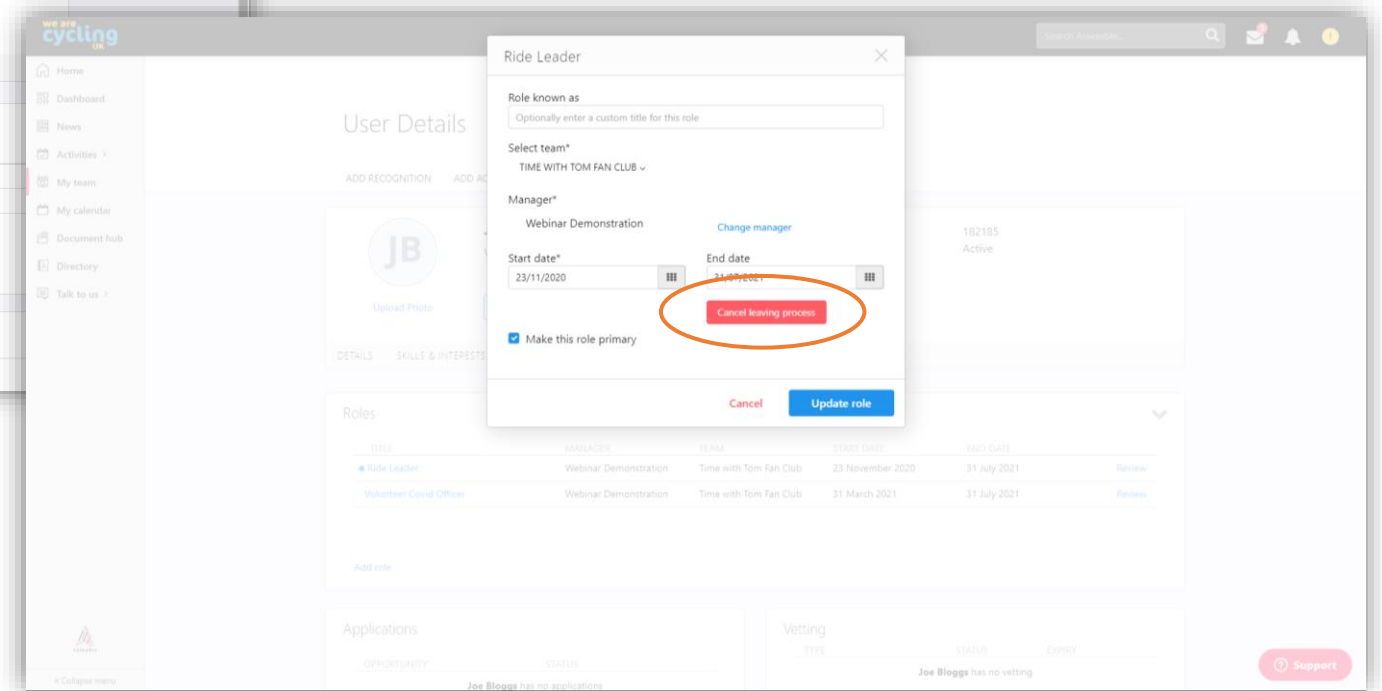 we are
cycling
UK
Search Assemble...
Home
Dashboard
News
Activities
My team
My calendar
Document hub
Directory
Talk to us
« Collapse menu
User Details
ADD RECOGNITION ADD AC
JB
Upload Photo
182185
Active
DETAILS SKILLS & INTERESTS
Ride Leader
Role known as
Optionally enter a custom title for this role
Select team*
TIME WITH TOM FAN CLUB
Manager*
Webinar Demonstration Change manager
Start date* End date
23/11/2020 31/07/2021
Cancel leaving process
Make this role primary
Cancel Update role
Roles
TITLE MANAGER TEAM START DATE END DATE
Ride Leader Webinar Demonstration Time with Tom Fan Club 23 November 2020 31 July 2021 Review
Volunteer Covid Officer Webinar Demonstration Time with Tom Fan Club 31 March 2021 31 July 2021 Review
Add role
Applications
OPPORTUNITY STATUS
Joe Bloggs has no applications
Vetting
TYPE STATUS EXPIRY
Joe Bloggs has no vetting
Support